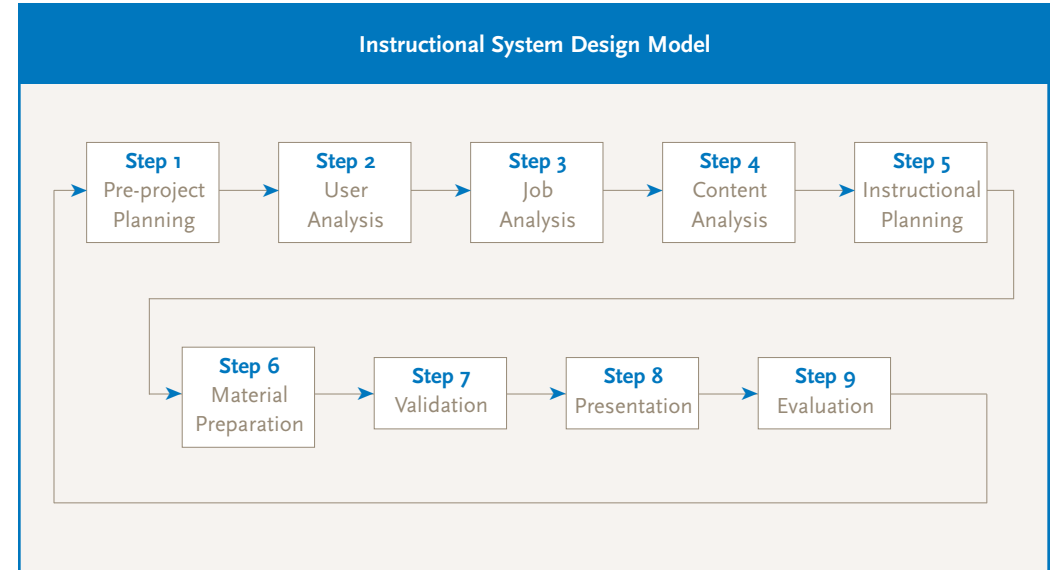 Instructional System Design Model
Step 1
Pre-project
Planning
Step 2
User
Analysis
Step 3
Job
Analysis
Step 4
Content
Analysis
Step 5
Instructional
Planning
Step 6
Material
Preparation
Step 7
Validation
Step 8
Presentation
Step 9
Evaluation